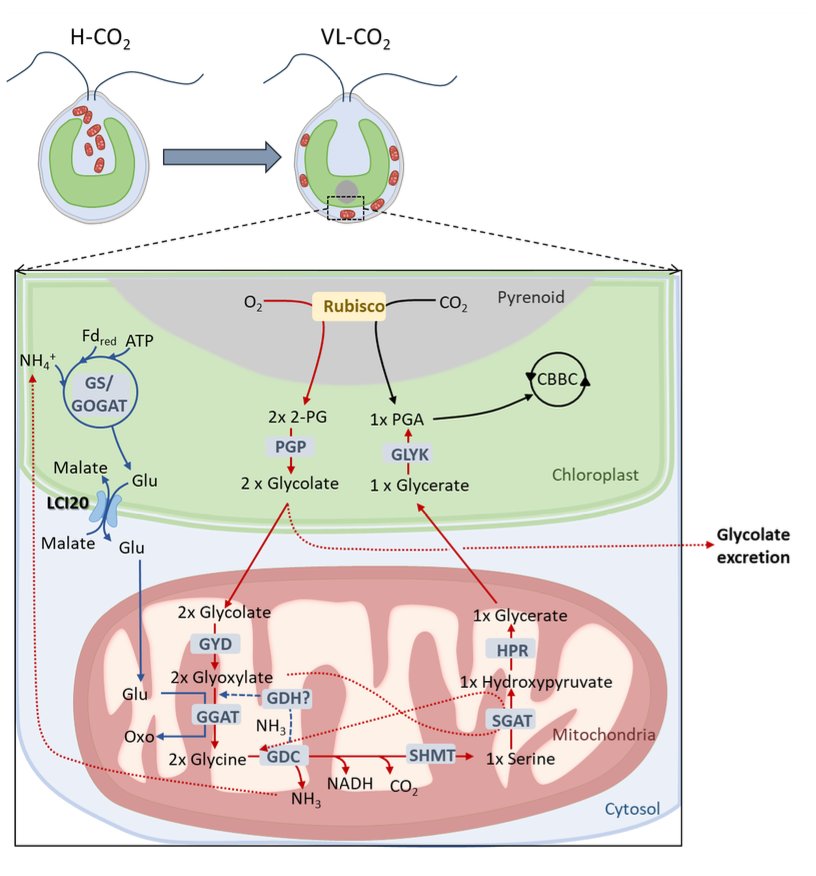 H-CO₂
VL-CO₂
O₂
Rubisco
CO₂
Pyrenoid
Fd_red ATP
NH₄⁺
GS/
GOGAT
CBBC
2x 2-PG
1x PGA
PGP
GLYK
Malate
Glu
2 x Glycolate
1 x Glycerate
Chloroplast
LCI20
Malate
Glu
Glycolate
excretion
2x Glycolate
1x Glycerate
GYD
HPR
2x Glyoxylate
1x Hydroxypyruvate
Glu
GDH?
GGAT
NH₃
SGAT
Oxo
Mitochondria
2x Glycine
GDC
SHMT
1x Serine
NADH
CO₂
NH₃
Cytosol